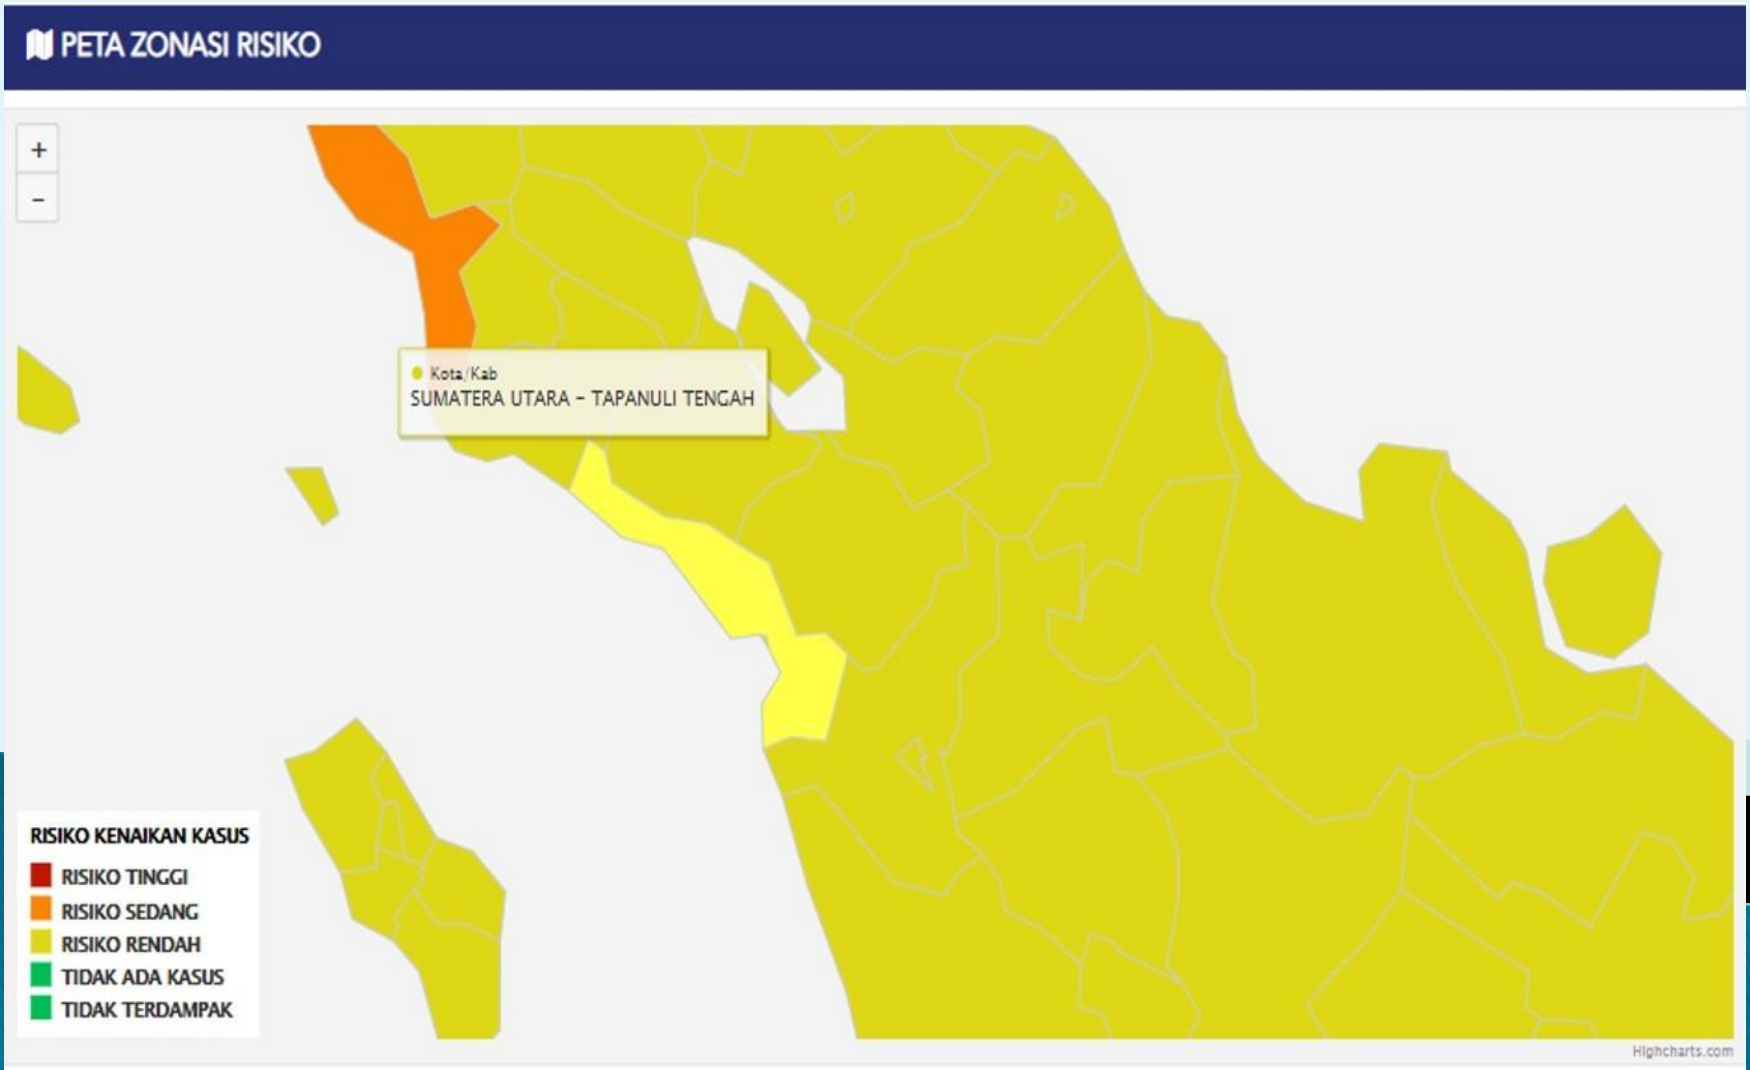 PETA ZONASI RISIKO
+
-
Kota/Kab
SUMATERA UTARA - TAPANULI TENGAH
RISIKO KENAIKAN KASUS
RISIKO TINGGI
RISIKO SEDANG
RISIKO RENDAH
TIDAK ADA KASUS
TIDAK TERDAMPAK
Highcharts.com